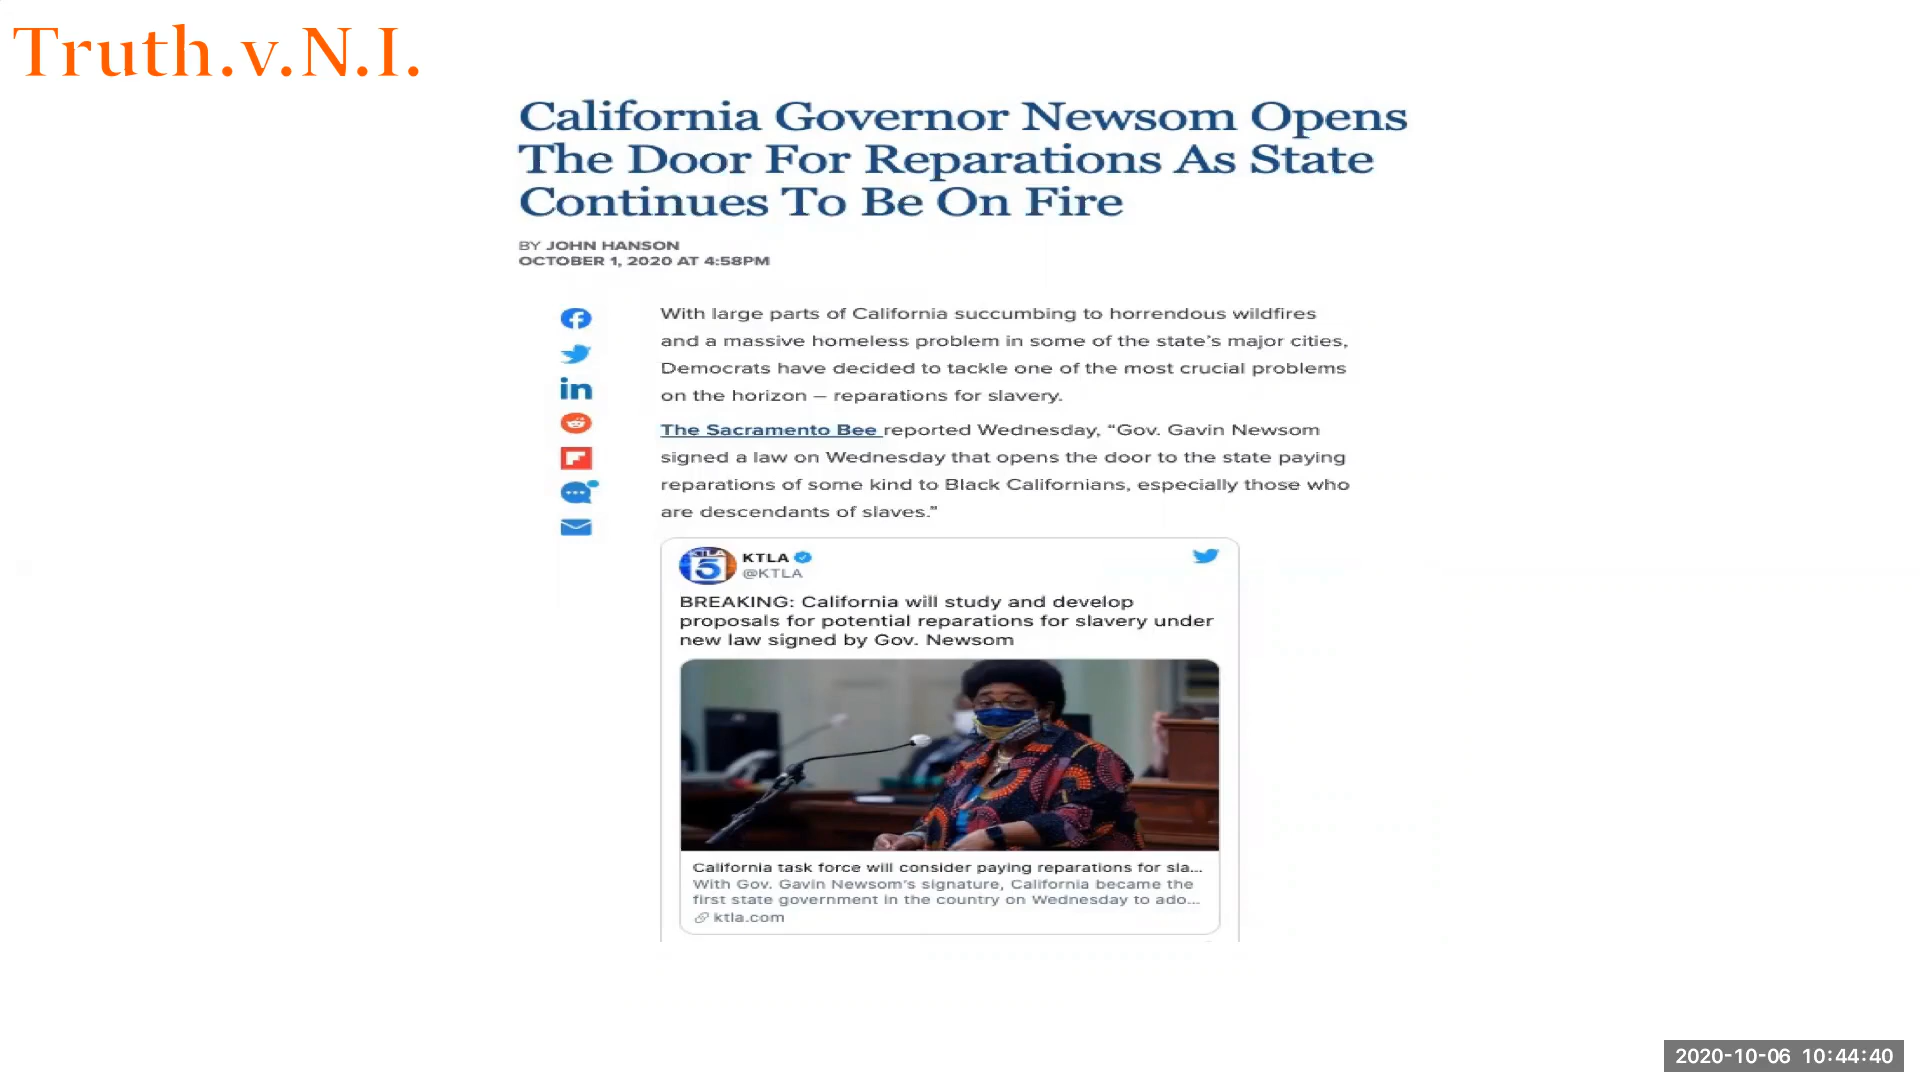 Truth.v.N.I.
California Governor Newsom Opens
The Door For Reparations As State
Continues To Be On Fire
BY JOHN HANSON
OCTOBER 1, 2020 AT 4:58PM
With large parts of California succumbing to horrendous wildfires
and a massive homeless problem in some of the state’s major cities,
Democrats have decided to tackle one of the most crucial problems
on the horizon – reparations for slavery.
The Sacramento Bee reported Wednesday, “Gov. Gavin Newsom
signed a law on Wednesday that opens the door to the state paying
reparations of some kind to Black Californians, especially those who
are descendants of slaves.”
KTLA
5
KTLA
@KTLA
BREAKING: California will study and develop
proposals for potential reparations for slavery under
new law signed by Gov. Newsom
California task force will consider paying reparations for sla...
With Gov. Gavin Newsom's signature, California became the
first state government in the country on Wednesday to ado...
ktla.com
2020-10-06 10:44:40